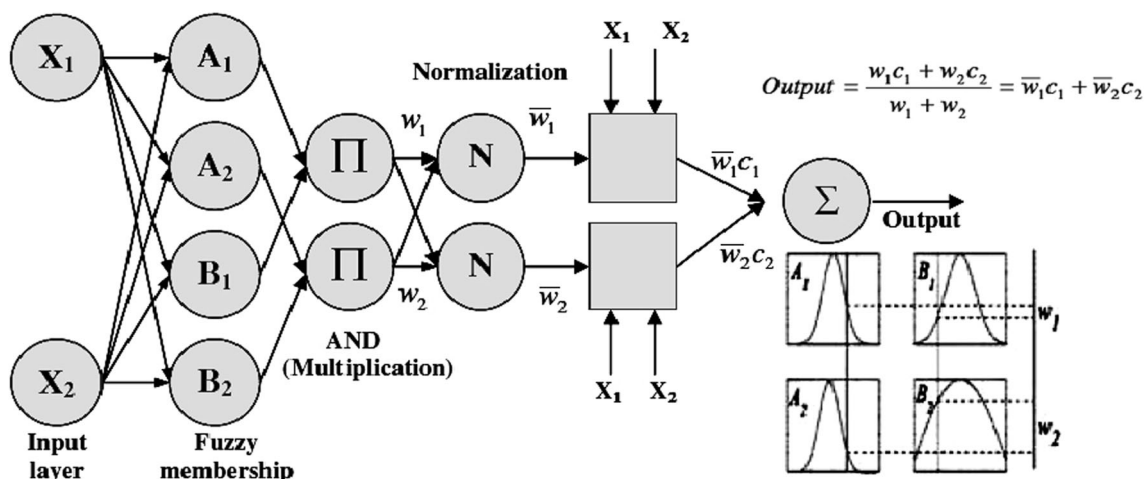 X₁
X₂
Input
layer
A₁
A₂
B₁
B₂
Fuzzy
membership
∏
∏
AND
(Multiplication)
w₁
w₂
Normalization
N
N
w̅₁
w̅₂
X₁ X₂
X₁ X₂
w̅₁c₁
w̅₂c₂
Σ
Output
Output = (w₁c₁ + w₂c₂) / (w₁ + w₂) = w̅₁c₁ + w̅₂c₂
A₁ B₁
w₁
A₂ B₂
w₂